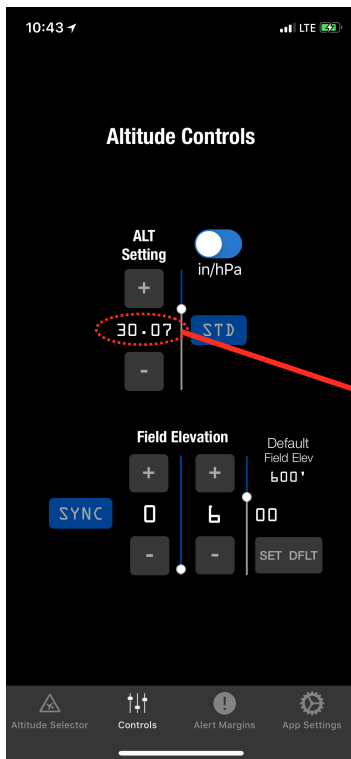 10:43 LTE
Altitude Controls
ALT
Setting
in/hPa
+
30.07 STD
-
Field Elevation
Default
Field Elev
600'
+ +
SYNC 0 6 00
- - SET DFLT
Altitude Selector Controls Alert Margins App Settings